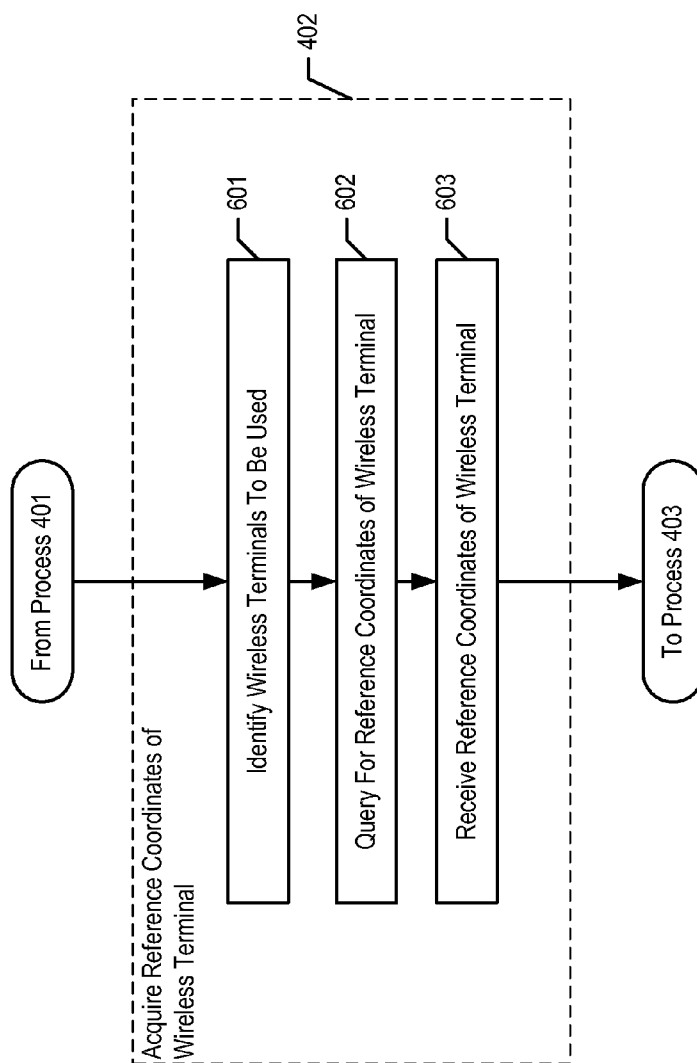 From Process 401
402
Acquire Reference Coordinates of
Wireless Terminal
601
Identify Wireless Terminals To Be Used
602
Query For Reference Coordinates of Wireless Terminal
603
Receive Reference Coordinates of Wireless Terminal
To Process 403